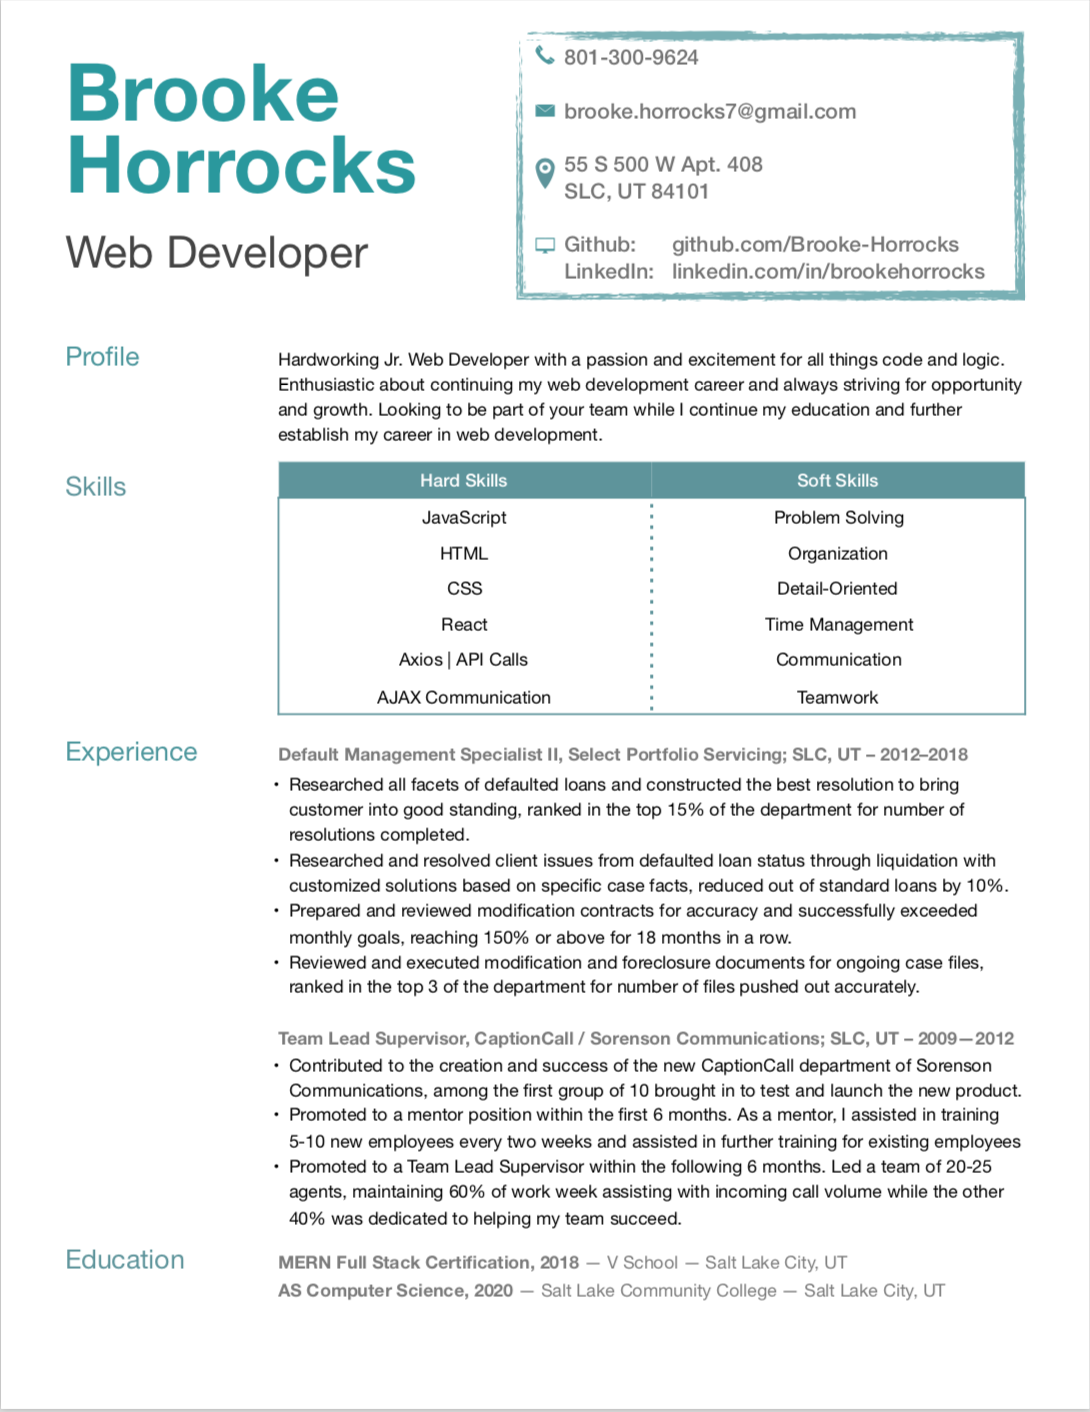 Brooke
Horrocks
Web Developer
801-300-9624
brooke.horrocks7@gmail.com
55 S 500 W Apt. 408
SLC, UT 84101
Github: github.com/Brooke-Horrocks
LinkedIn: linkedin.com/in/brookehorrocks
Profile
Hardworking Jr. Web Developer with a passion and excitement for all things code and logic.
Enthusiastic about continuing my web development career and always striving for opportunity
and growth. Looking to be part of your team while I continue my education and further
establish my career in web development.
Skills
Hard Skills Soft Skills
JavaScript Problem Solving
HTML Organization
CSS Detail-Oriented
React Time Management
Axios | API Calls Communication
AJAX Communication Teamwork
Experience
Default Management Specialist II, Select Portfolio Servicing; SLC, UT – 2012–2018
• Researched all facets of defaulted loans and constructed the best resolution to bring
customer into good standing, ranked in the top 15% of the department for number of
resolutions completed.
• Researched and resolved client issues from defaulted loan status through liquidation with
customized solutions based on specific case facts, reduced out of standard loans by 10%.
• Prepared and reviewed modification contracts for accuracy and successfully exceeded
monthly goals, reaching 150% or above for 18 months in a row.
• Reviewed and executed modification and foreclosure documents for ongoing case files,
ranked in the top 3 of the department for number of files pushed out accurately.
Team Lead Supervisor, CaptionCall / Sorenson Communications; SLC, UT – 2009—2012
• Contributed to the creation and success of the new CaptionCall department of Sorenson
Communications, among the first group of 10 brought in to test and launch the new product.
• Promoted to a mentor position within the first 6 months. As a mentor, I assisted in training
5-10 new employees every two weeks and assisted in further training for existing employees
• Promoted to a Team Lead Supervisor within the following 6 months. Led a team of 20-25
agents, maintaining 60% of work week assisting with incoming call volume while the other
40% was dedicated to helping my team succeed.
Education
MERN Full Stack Certification, 2018 — V School — Salt Lake City, UT
AS Computer Science, 2020 — Salt Lake Community College — Salt Lake City, UT